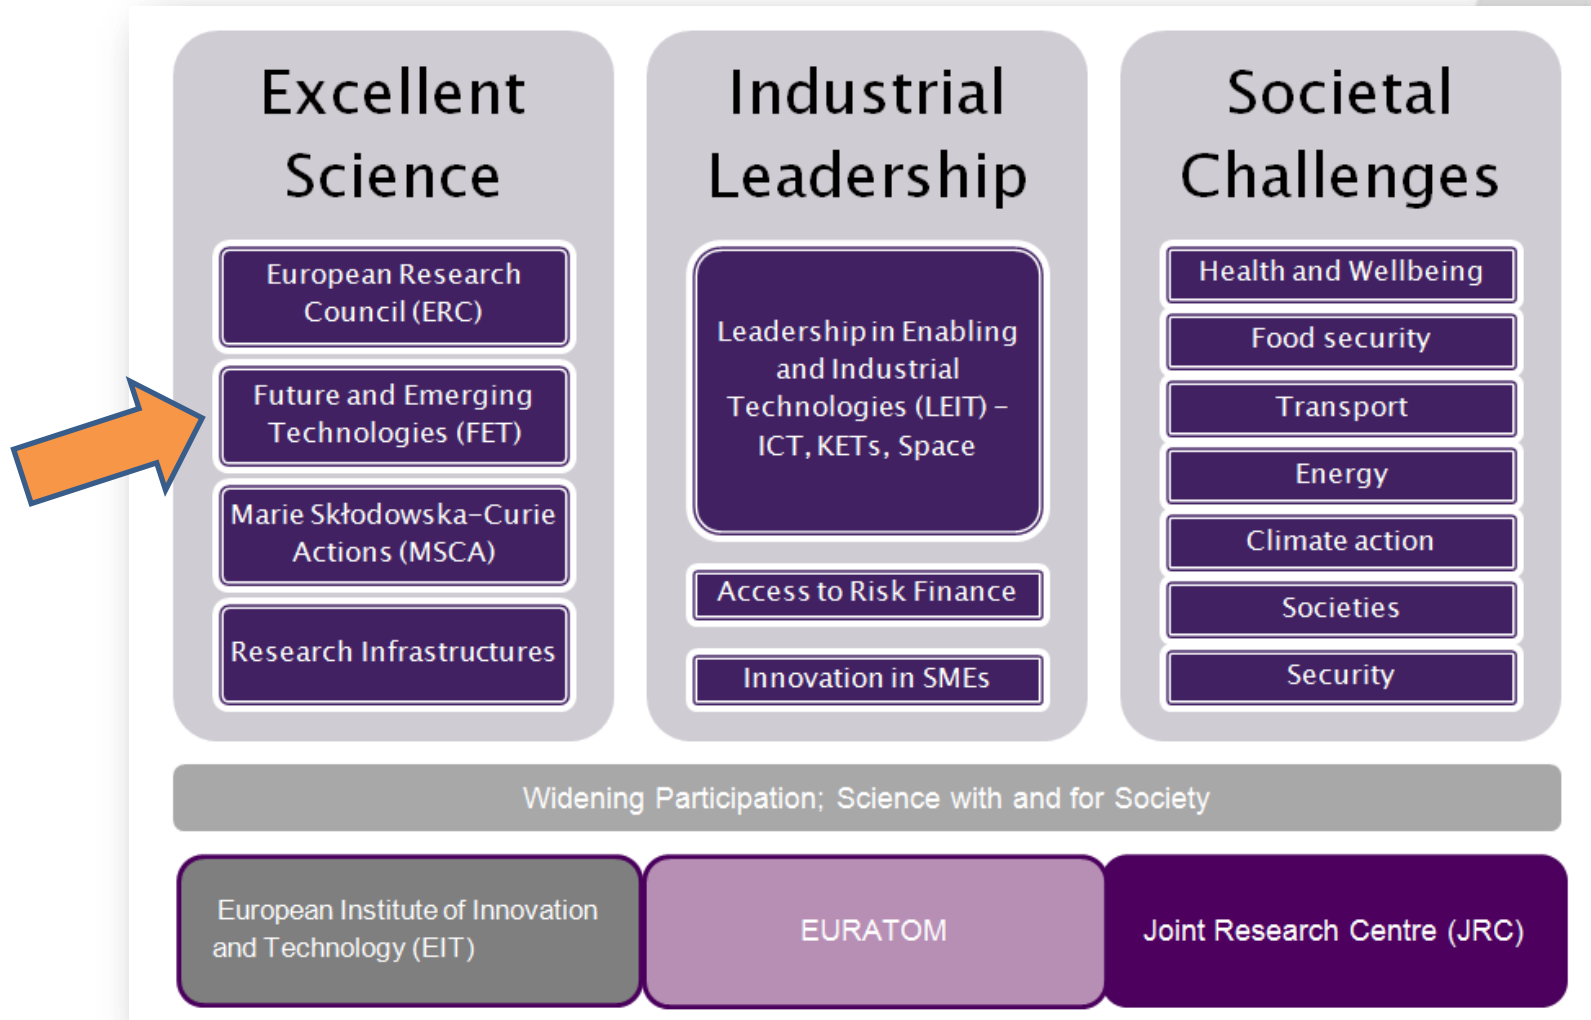 Excellent
Science
European Research
Council (ERC)
Future and Emerging
Technologies (FET)
Marie Skłodowska-Curie
Actions (MSCA)
Research Infrastructures
Industrial
Leadership
Leadership in Enabling
and Industrial
Technologies (LEIT) –
ICT, KETs, Space
Access to Risk Finance
Innovation in SMEs
Societal
Challenges
Health and Wellbeing
Food security
Transport
Energy
Climate action
Societies
Security
Widening Participation; Science with and for Society
European Institute of Innovation
and Technology (EIT)
EURATOM
Joint Research Centre (JRC)